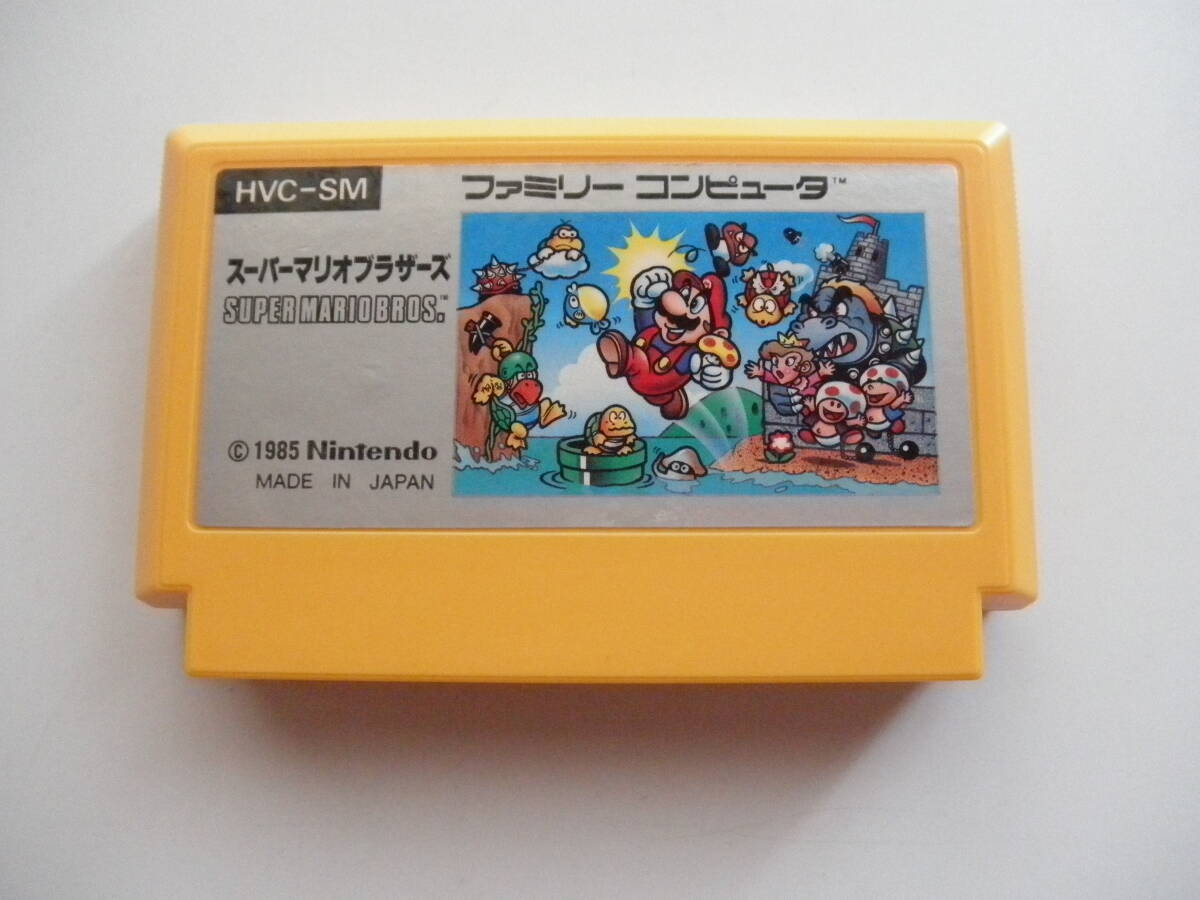 HVC-SM
ファミリー コンピュータ™
スーパーマリオブラザーズ
SUPER MARIO BROS.™
© 1985 Nintendo
MADE IN JAPAN